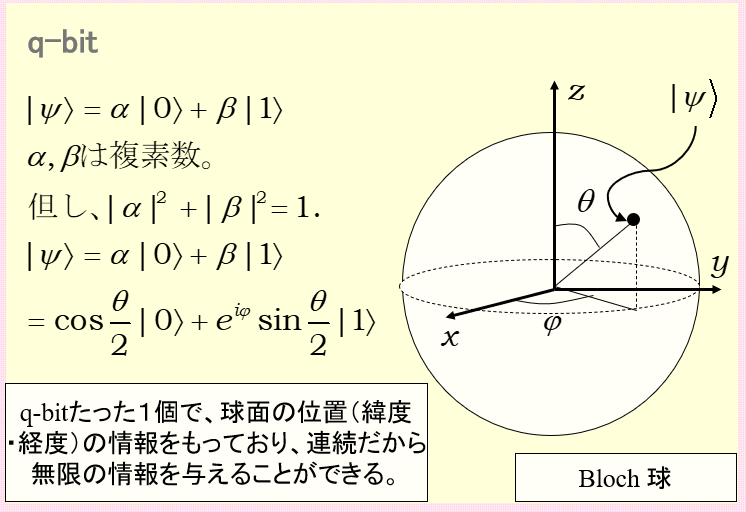 q-bit
|ψ⟩ = α|0⟩ + β|1⟩
α, βは複素数。
但し、|α|² + |β|² = 1.
|ψ⟩ = α|0⟩ + β|1⟩
= cos θ/2 |0⟩ + e^{iφ} sin θ/2 |1⟩
q-bitたった１個で、球面の位置（緯度
・経度）の情報をもっており、連続だから
無限の情報を与えることができる。
z
|ψ⟩
θ
y
x
φ
Bloch 球